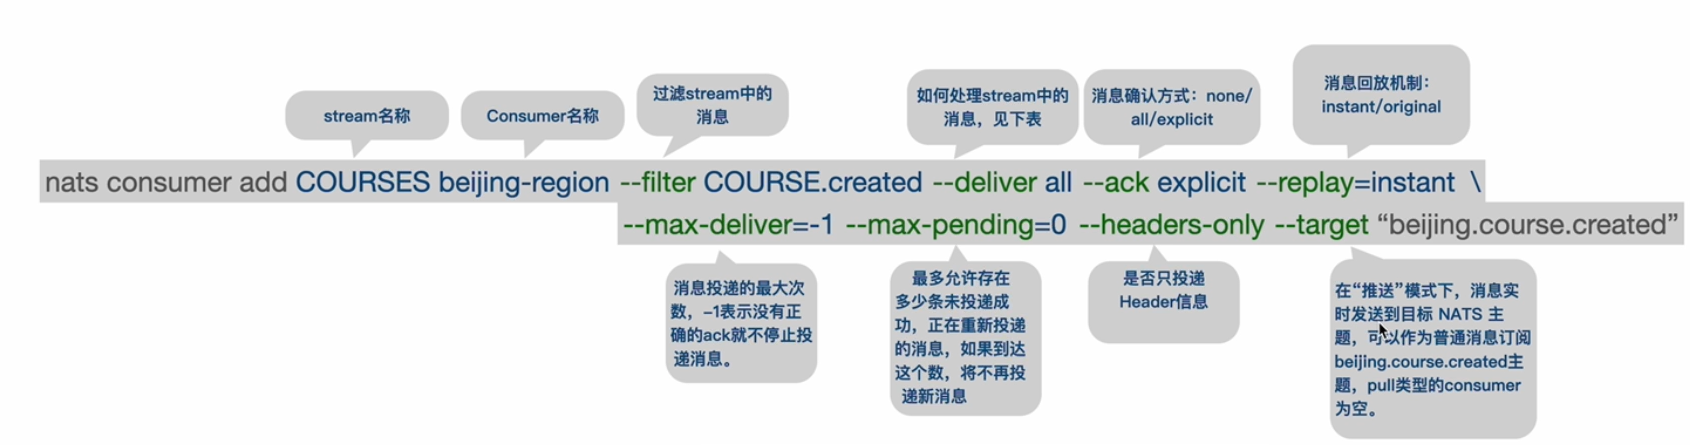 stream名称
Consumer名称
过滤stream中的
消息
如何处理stream中的
消息，见下表
消息确认方式：none/
all/explicit
消息回放机制：
instant/original
nats consumer add COURSES beijing-region --filter COURSE.created --deliver all --ack explicit --replay=instant \
--max-deliver=-1 --max-pending=0 --headers-only --target “beijing.course.created”
消息投递的最大次
数，-1表示没有正
确的ack就不停止投
递消息。
最多允许存在
多少条未投递成
功，正在重新投递
的消息，如果到达
这个数，将不再投
递新消息
是否只投递
Header信息
在“推送”模式下，消息实
时发送到目标 NATS 主
题，可以作为普通消息订阅
beijing.course.created主
题，pull类型的consumer
为空。